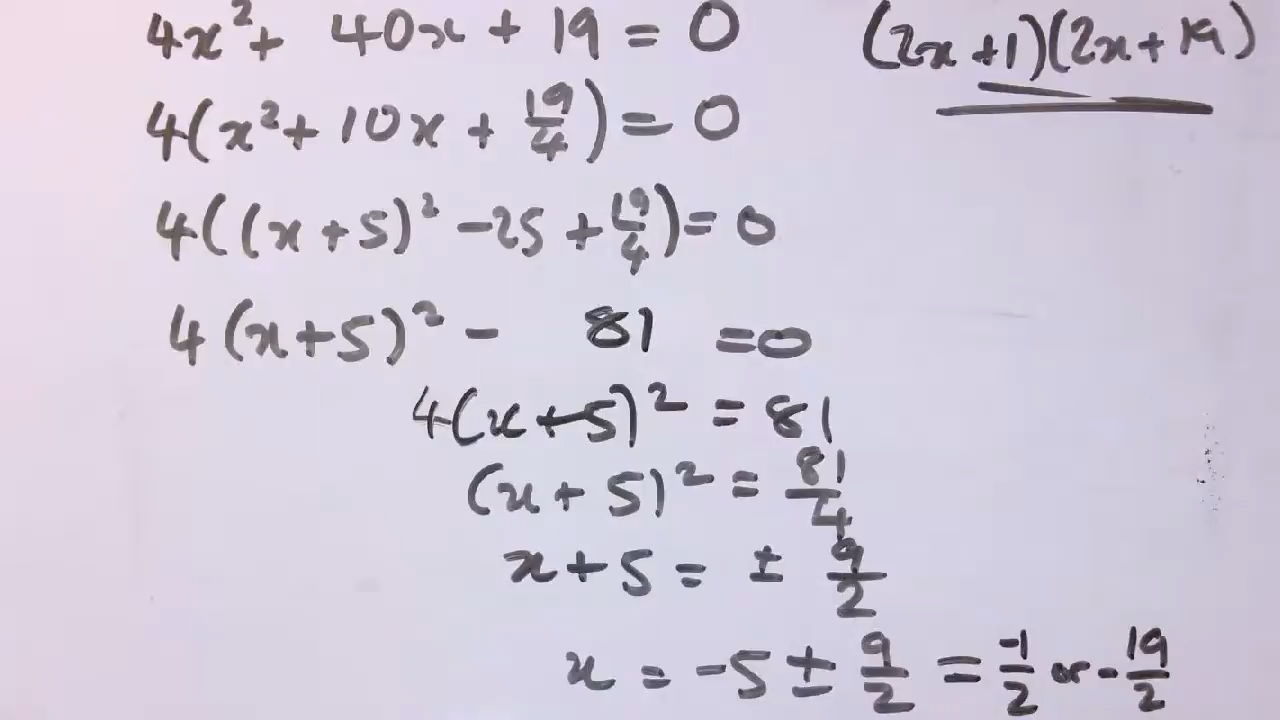 4x² + 40x + 19 = 0
(2x+1)(2x+19)
4(x² + 10x + 19/4) = 0
4((x+5)² - 25 + 19/4) = 0
4(x+5)² - 81 = 0
4(x+5)² = 81
(x+5)² = 81/4
x+5 = ± 9/2
x = -5 ± 9/2 = -1/2 or - 19/2